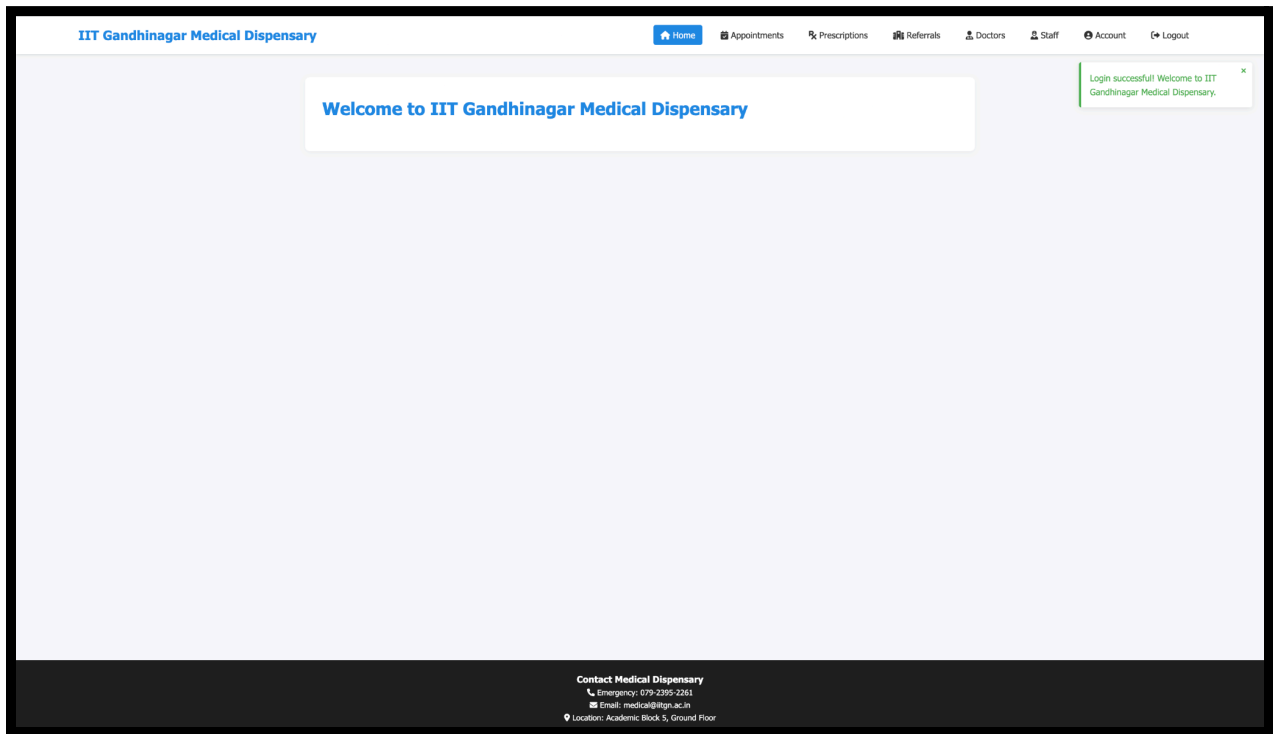 IIT Gandhinagar Medical Dispensary
Home
Appointments
Prescriptions
Referrals
Doctors
Staff
Account
Logout
Login successful! Welcome to IIT
Gandhinagar Medical Dispensary.
×
Welcome to IIT Gandhinagar Medical Dispensary
Contact Medical Dispensary
Emergency: 079-2395-2261
Email: medical@iitgn.ac.in
Location: Academic Block 5, Ground Floor